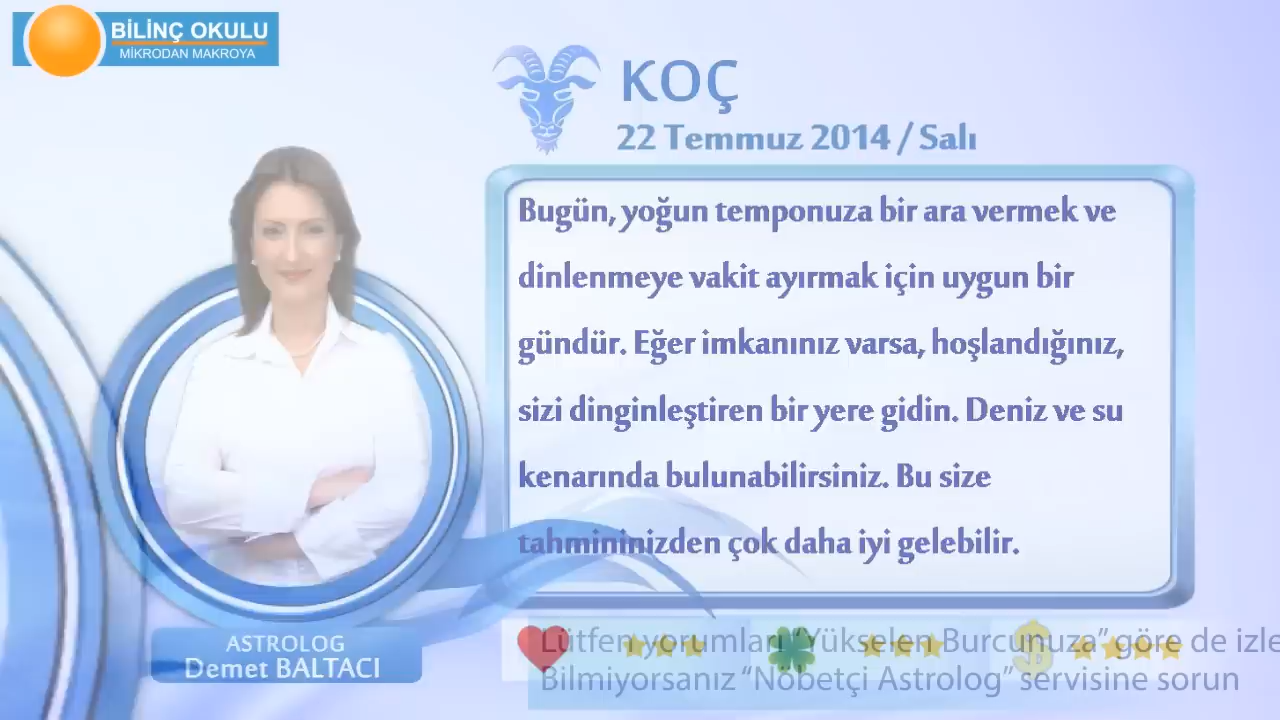 BİLİNÇ OKULU
MİKRODAN MAKROYA
KOÇ
22 Temmuz 2014 / Salı
Bugün, yoğun temponuza bir ara vermek ve
dinlenmeye vakit ayırmak için uygun bir
gündür. Eğer imkanınız varsa, hoşlandığınız,
sizi dinginleştiren bir yere gidin. Deniz ve su
kenarında bulunabilirsiniz. Bu size
tahmininizden çok daha iyi gelebilir.
ASTROLOG
Demet BALTACI
Lütfen yorumları “Yükselen Burcunuza” göre de izle
Bilmiyorsanız “Nöbetçi Astrolog” servisine sorun